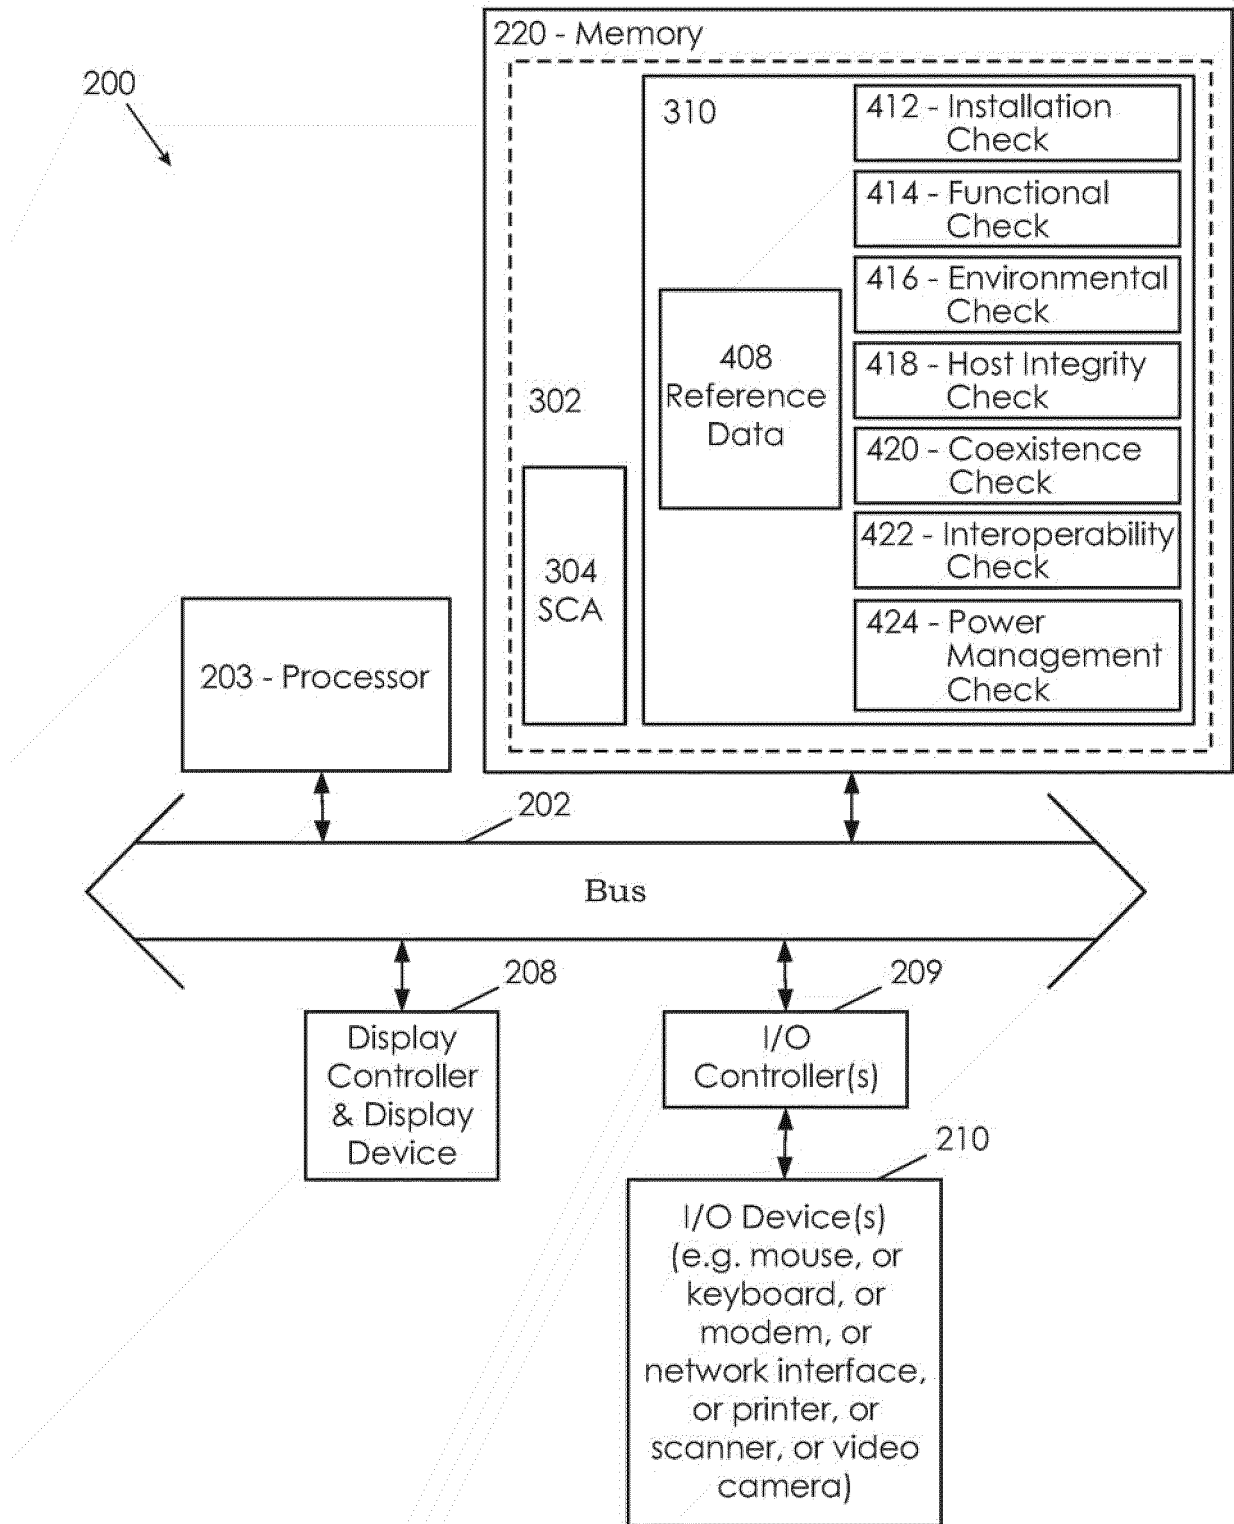 220 - Memory
200
310
412 - Installation
Check
414 - Functional
Check
416 - Environmental
Check
418 - Host Integrity
Check
420 - Coexistence
Check
422 - Interoperability
Check
424 - Power
Management
Check
408
Reference
Data
302
304
SCA
203 - Processor
202
Bus
208
Display
Controller
& Display
Device
209
I/O
Controller(s)
210
I/O Device(s)
(e.g. mouse, or
keyboard, or
modem, or
network interface,
or printer, or
scanner, or video
camera)